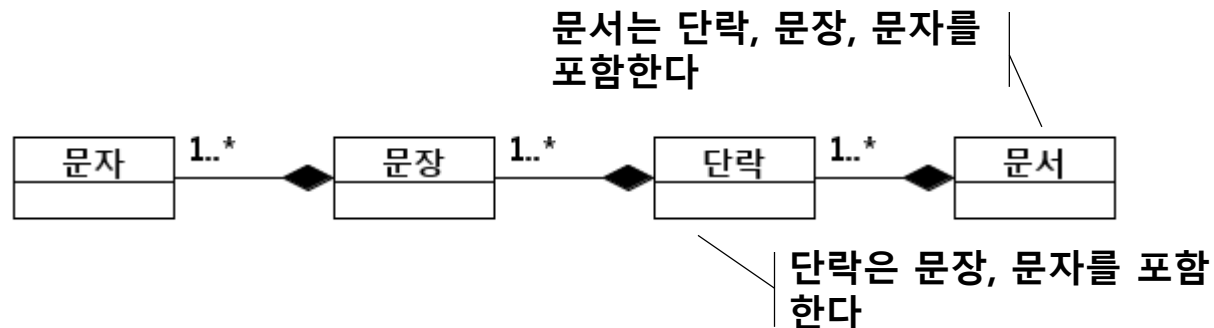 문서는 단락, 문장, 문자를
포함한다
문자
1..*
문장
1..*
단락
1..*
문서
단락은 문장, 문자를 포함
한다